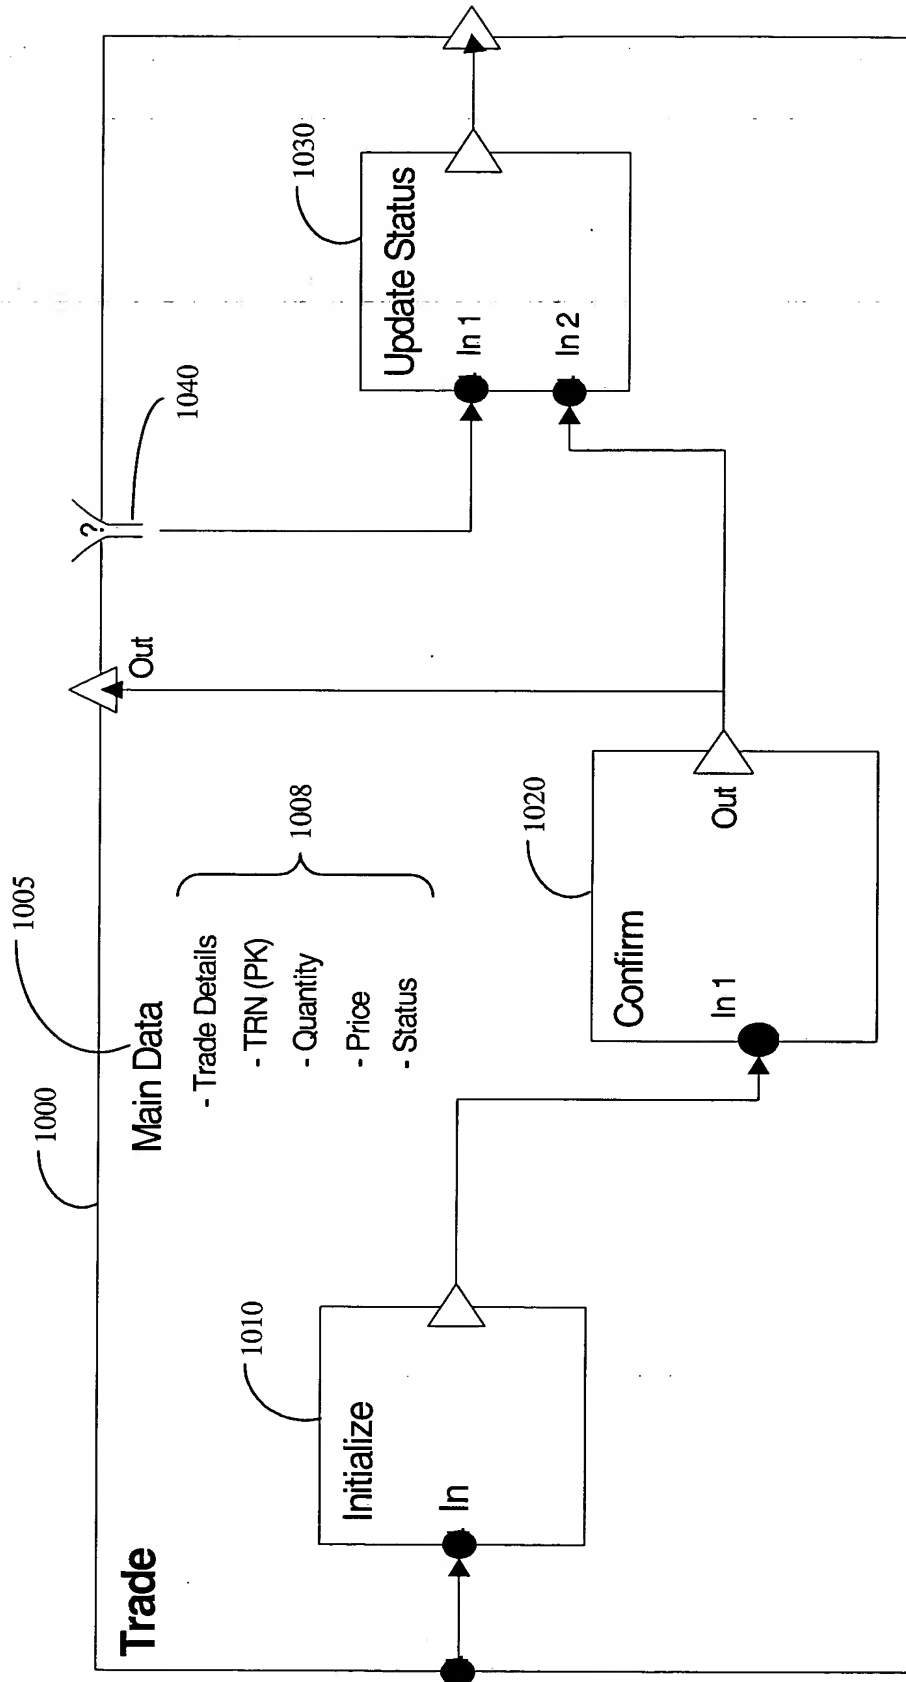 Trade
1000
Main Data
1005
- Trade Details
- TRN (PK)
- Quantity
- Price
- Status
1008
Initialize
In
1010
Confirm
In 1
Out
1020
Out
?
1040
Update Status
In 1
In 2
1030